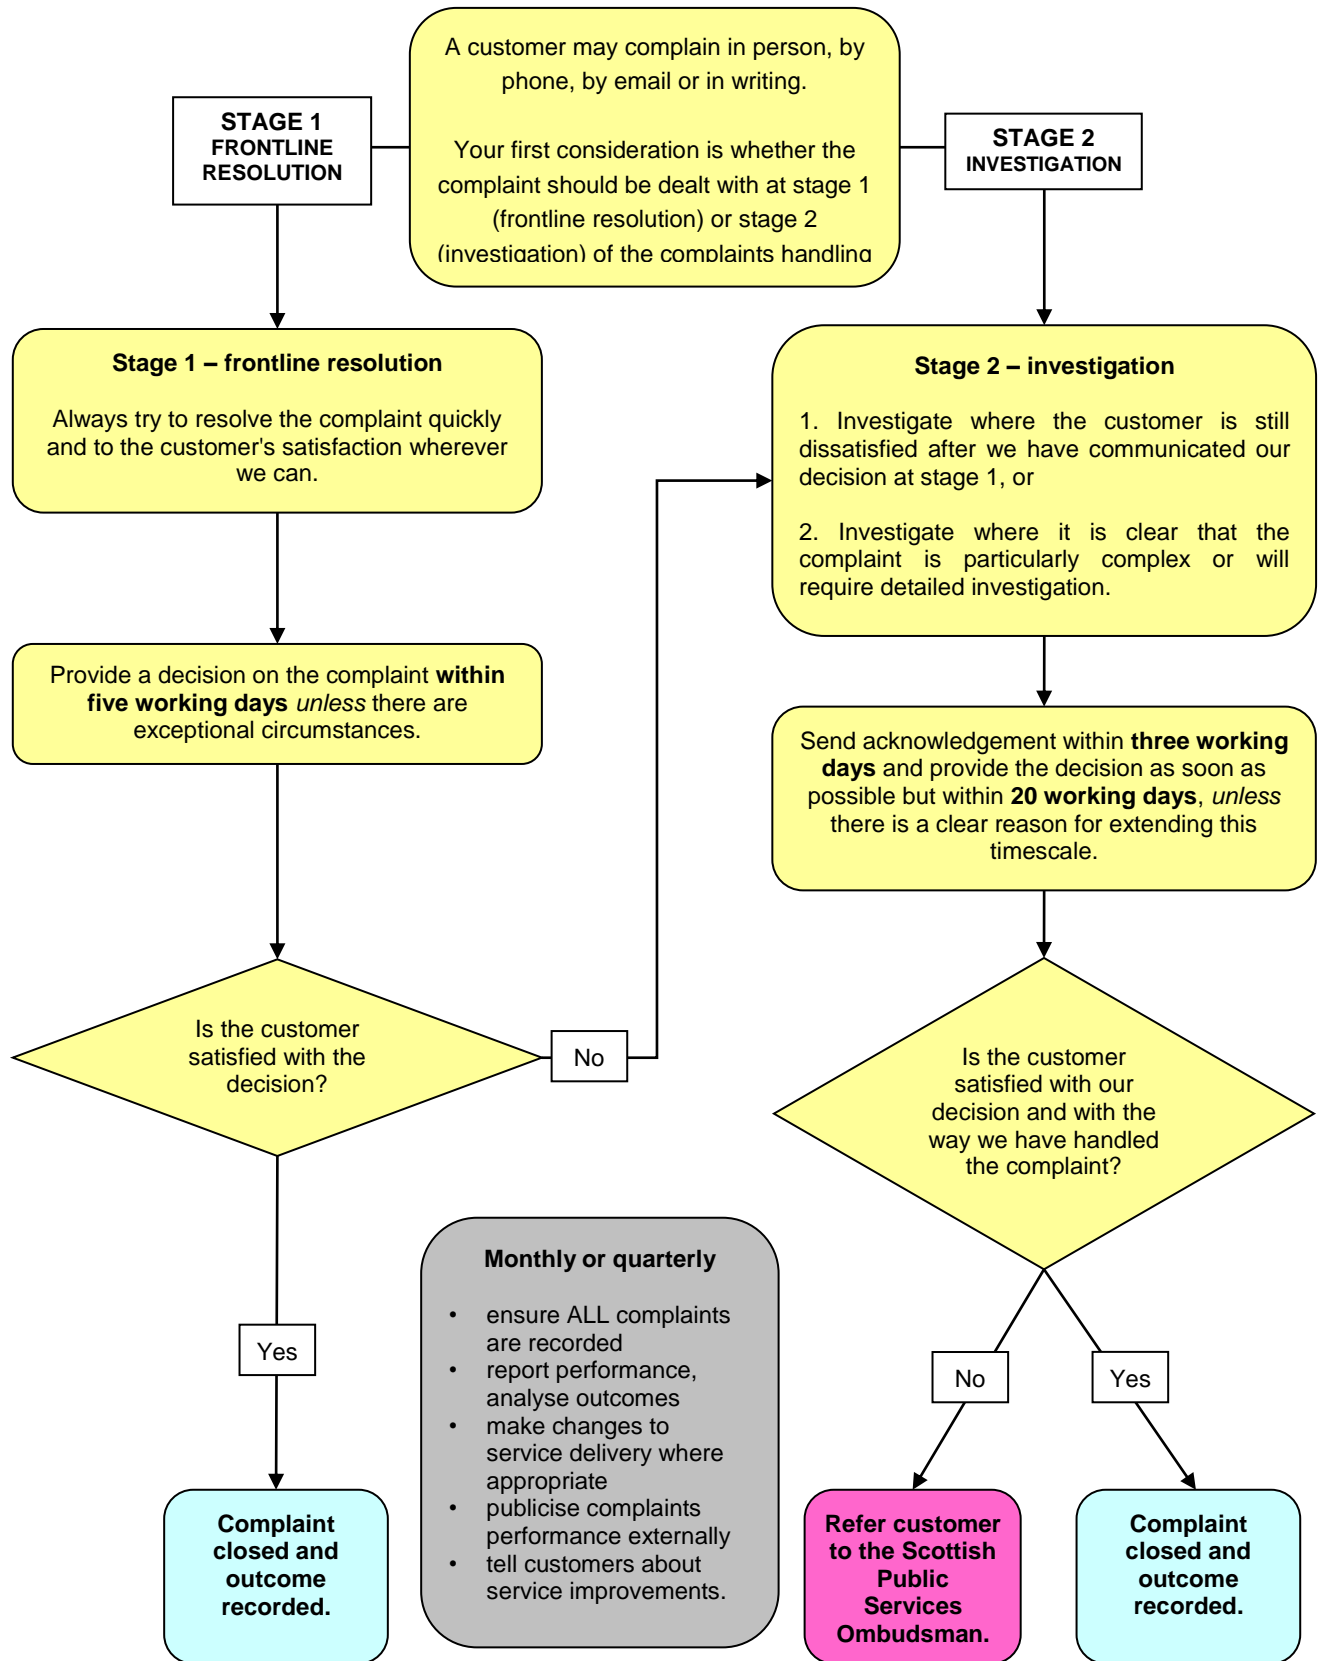 A customer may complain in person, by
phone, by email or in writing.
Your first consideration is whether the
complaint should be dealt with at stage 1
(frontline resolution) or stage 2
(investigation) of the complaints handling
STAGE 1
FRONTLINE
RESOLUTION
STAGE 2
INVESTIGATION
Stage 1 – frontline resolution
Always try to resolve the complaint quickly
and to the customer's satisfaction wherever
we can.
Provide a decision on the complaint within
five working days unless there are
exceptional circumstances.
Is the customer
satisfied with the
decision?
No
Yes
Complaint
closed and
outcome
recorded.
Stage 2 – investigation
1. Investigate where the customer is still
dissatisfied after we have communicated our
decision at stage 1, or
2. Investigate where it is clear that the
complaint is particularly complex or will
require detailed investigation.
Send acknowledgement within three working
days and provide the decision as soon as
possible but within 20 working days, unless
there is a clear reason for extending this
timescale.
Is the customer
satisfied with our
decision and with the
way we have handled
the complaint?
No
Yes
Refer customer
to the Scottish
Public
Services
Ombudsman.
Complaint
closed and
outcome
recorded.
Monthly or quarterly
• ensure ALL complaints
are recorded
• report performance,
analyse outcomes
• make changes to
service delivery where
appropriate
• publicise complaints
performance externally
• tell customers about
service improvements.